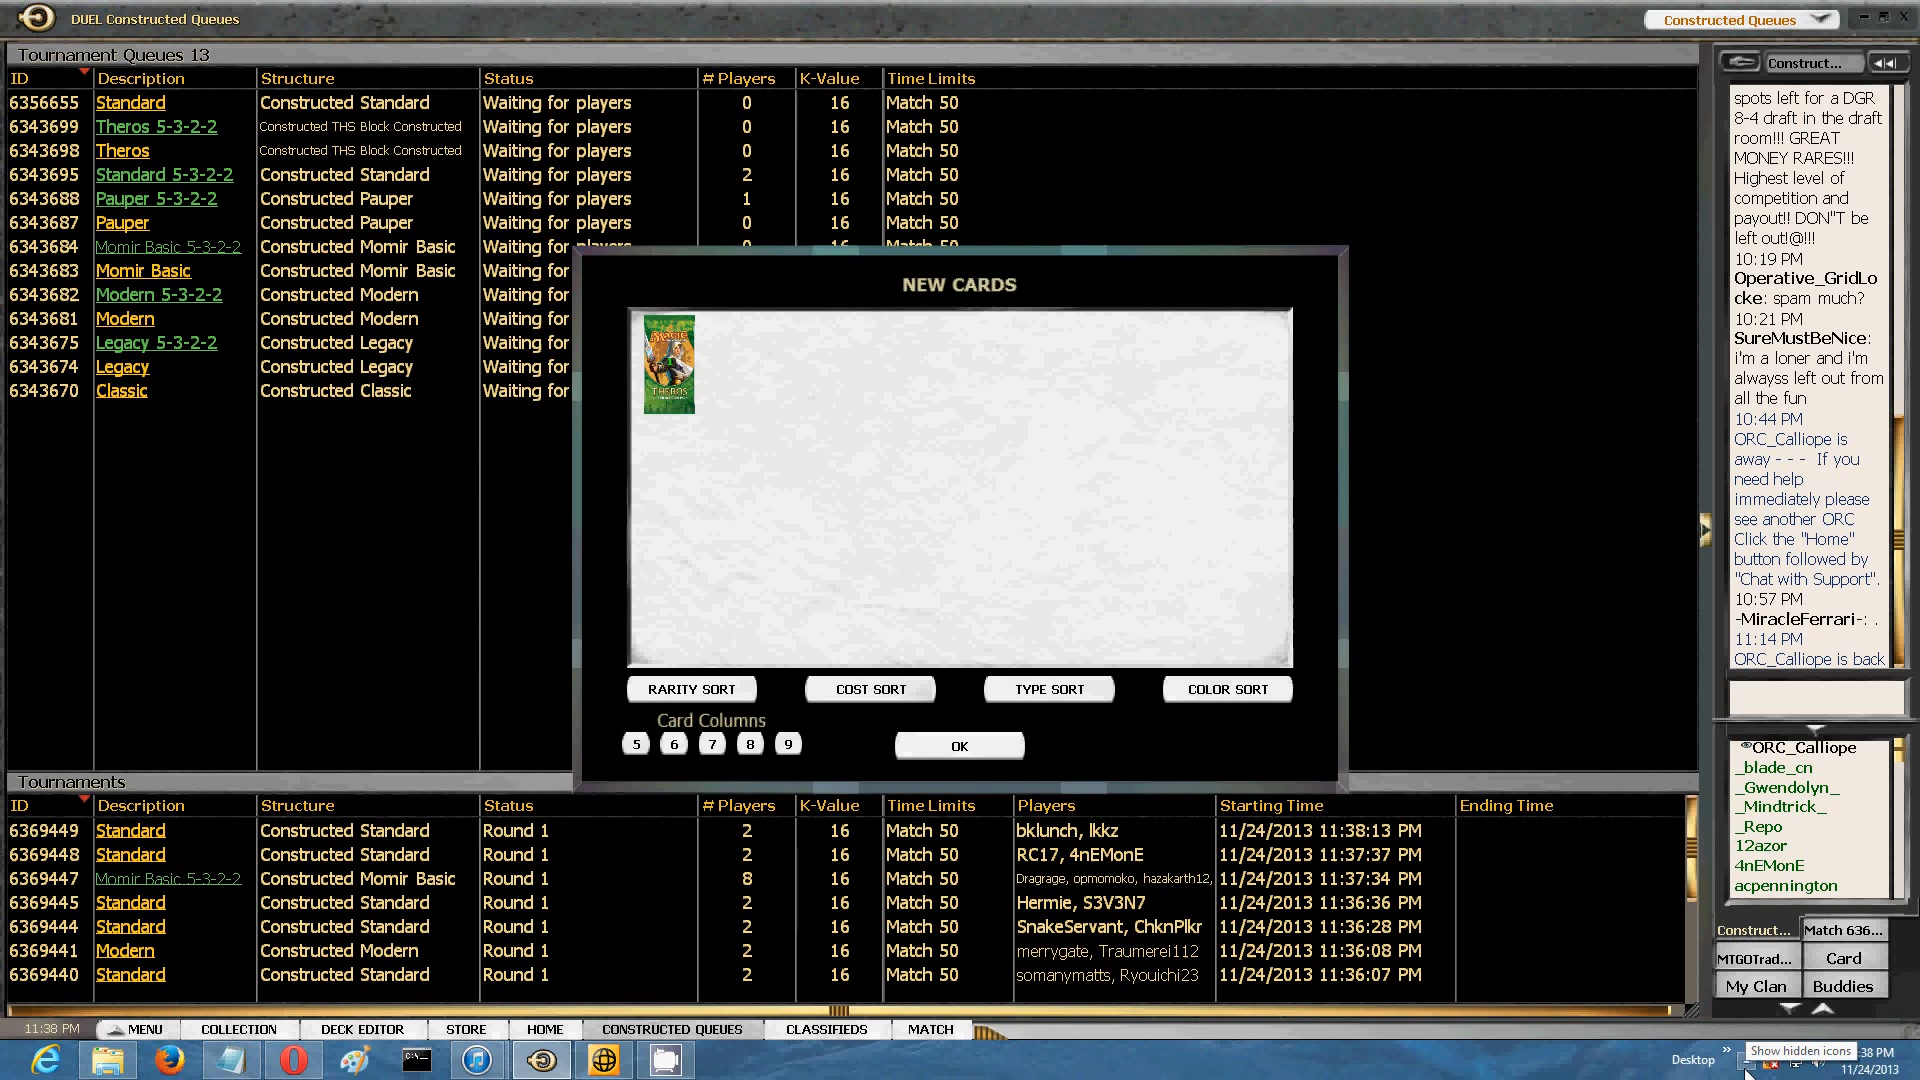 DUEL Constructed Queues
Constructed Queues
Tournament Queues 13
ID Description Structure Status # Players K-Value Time Limits
6356655 Standard Constructed Standard Waiting for players 0 16 Match 50
6343699 Theros 5-3-2-2 Constructed THS Block Constructed Waiting for players 0 16 Match 50
6343698 Theros Constructed THS Block Constructed Waiting for players 0 16 Match 50
6343695 Standard 5-3-2-2 Constructed Standard Waiting for players 2 16 Match 50
6343688 Pauper 5-3-2-2 Constructed Pauper Waiting for players 1 16 Match 50
6343687 Pauper Constructed Pauper Waiting for players 0 16 Match 50
6343684 Momir Basic 5-3-2-2 Constructed Momir Basic Waiting for players 0 16 Match 50
6343683 Momir Basic Constructed Momir Basic Waiting for
6343682 Modern 5-3-2-2 Constructed Modern Waiting for
6343681 Modern Constructed Modern Waiting for
6343675 Legacy 5-3-2-2 Constructed Legacy Waiting for
6343674 Legacy Constructed Legacy Waiting for
6343670 Classic Constructed Classic Waiting for
NEW CARDS
MAGIC
THEROS
RARITY SORT COST SORT TYPE SORT COLOR SORT
Card Columns
5 6 7 8 9 OK
Tournaments
ID Description Structure Status # Players K-Value Time Limits Players Starting Time Ending Time
6369449 Standard Constructed Standard Round 1 2 16 Match 50 bklunch, lkkz 11/24/2013 11:38:13 PM
6369448 Standard Constructed Standard Round 1 2 16 Match 50 RC17, 4nEMonE 11/24/2013 11:37:37 PM
6369447 Momir Basic 5-3-2-2 Constructed Momir Basic Round 1 8 16 Match 50 Dragrage, opmomoko, hazakarth12, 11/24/2013 11:37:34 PM
6369445 Standard Constructed Standard Round 1 2 16 Match 50 Hermie, S3V3N7 11/24/2013 11:36:36 PM
6369444 Standard Constructed Standard Round 1 2 16 Match 50 SnakeServant, ChknPlkr 11/24/2013 11:36:28 PM
6369441 Modern Constructed Modern Round 1 2 16 Match 50 merrygate, Traumerei112 11/24/2013 11:36:08 PM
6369440 Standard Constructed Standard Round 1 2 16 Match 50 somanymatts, Ryouichi23 11/24/2013 11:36:07 PM
Construct...
spots left for a DGR
8-4 draft in the draft
room!!! GREAT
MONEY RARES!!!
Highest level of
competition and
payout!! DON"T be
left out!@!!!
10:19 PM
Operative_GridLo
cke: spam much?
10:21 PM
SureMustBeNice:
i'm a loner and i'm
alwayss left out from
all the fun
10:44 PM
ORC_Calliope is
away - - - If you
need help
immediately please
see another ORC
Click the "Home"
button followed by
"Chat with Support".
10:57 PM
-MiracleFerrari-: .
11:14 PM
ORC_Calliope is back
ORC_Calliope
_blade_cn
_Gwendolyn_
_Mindtrick_
_Repo
12azor
4nEMonE
acpennington
Construct... Match 636...
MTGOTrad... Card
My Clan Buddies
11:38 PM MENU COLLECTION DECK EDITOR STORE HOME CONSTRUCTED QUEUES CLASSIFIEDS MATCH
Desktop
Show hidden icons
:38 PM
11/24/2013